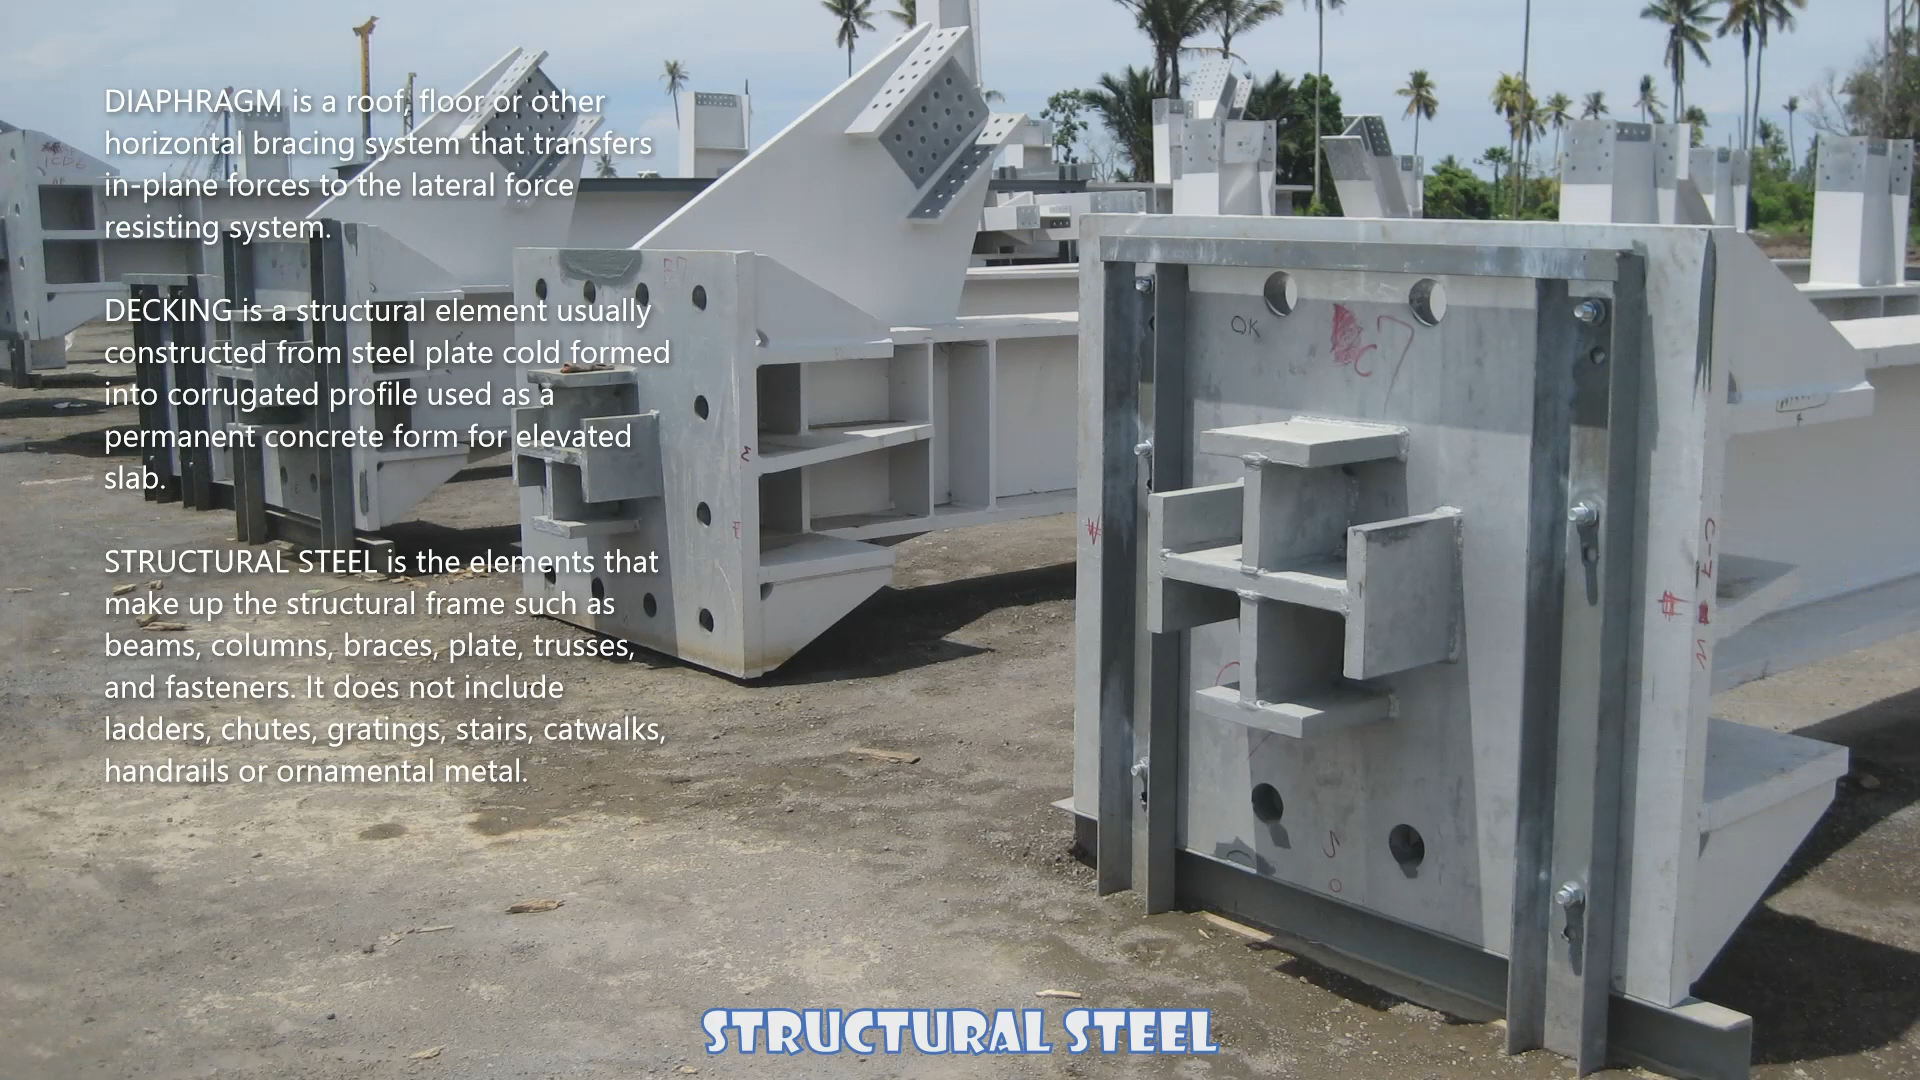 DIAPHRAGM is a roof, floor or other
horizontal bracing system that transfers
in-plane forces to the lateral force
resisting system.
DECKING is a structural element usually
constructed from steel plate cold formed
into corrugated profile used as a
permanent concrete form for elevated
slab.
STRUCTURAL STEEL is the elements that
make up the structural frame such as
beams, columns, braces, plate, trusses,
and fasteners. It does not include
ladders, chutes, gratings, stairs, catwalks,
handrails or ornamental metal.
OK
STRUCTURAL STEEL